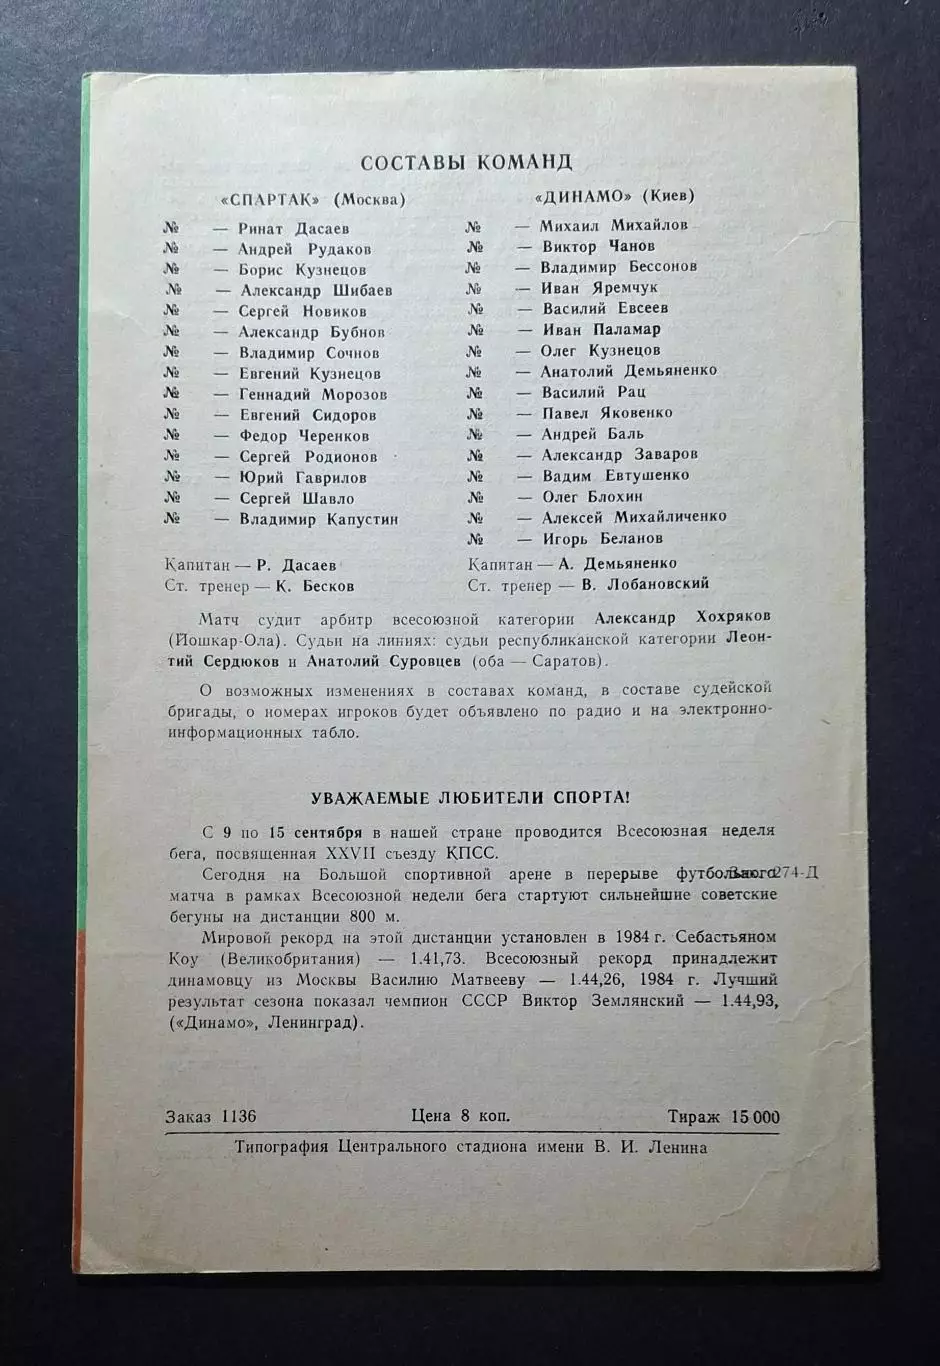 СОСТАВЫ КОМАНД
«СПАРТАК» (Москва)
№ — Ринат Дасаев
№ — Андрей Рудаков
№ — Борис Кузнецов
№ — Александр Шибаев
№ — Сергей Новиков
№ — Александр Бубнов
№ — Владимир Сочнов
№ — Евгений Кузнецов
№ — Геннадий Морозов
№ — Евгений Сидоров
№ — Федор Черенков
№ — Сергей Родионов
№ — Юрий Гаврилов
№ — Сергей Шавло
№ — Владимир Капустин
Капитан — Р. Дасаев
Ст. тренер — К. Бесков
«ДИНАМО» (Киев)
№ — Михаил Михайлов
№ — Виктор Чанов
№ — Владимир Бессонов
№ — Иван Яремчук
№ — Василий Евсеев
№ — Иван Паламар
№ — Олег Кузнецов
№ — Анатолий Демьяненко
№ — Василий Рац
№ — Павел Яковенко
№ — Андрей Баль
№ — Александр Заваров
№ — Вадим Евтушенко
№ — Олег Блохин
№ — Алексей Михайличенко
№ — Игорь Беланов
Капитан — А. Демьяненко
Ст. тренер — В. Лобановский
Матч судит арбитр всесоюзной категории Александр Хохряков
(Йошкар-Ола). Судьи на линиях: судьи республиканской категории Леон-
тий Сердюков и Анатолий Суровцев (оба — Саратов).
О возможных изменениях в составах команд, в составе судейской
бригады, о номерах игроков будет объявлено по радио и на электронно-
информационных табло.
УВАЖАЕМЫЕ ЛЮБИТЕЛИ СПОРТА!
С 9 по 15 сентября в нашей стране проводится Всесоюзная неделя
бега, посвященная XXVII съезду КПСС.
Сегодня на Большой спортивной арене в перерыве футбольного
матча в рамках Всесоюзной недели бега стартуют сильнейшие советские
бегуны на дистанции 800 м.
Мировой рекорд на этой дистанции установлен в 1984 г. Себастьяном
Коу (Великобритания) — 1.41,73. Всесоюзный рекорд принадлежит
динамовцу из Москвы Василию Матвееву — 1.44,26, 1984 г. Лучший
результат сезона показал чемпион СССР Виктор Землянский — 1.44,93,
(«Динамо», Ленинград).
Заказ 1136 Цена 8 коп. Тираж 15 000
Типография Центрального стадиона имени В. И. Ленина